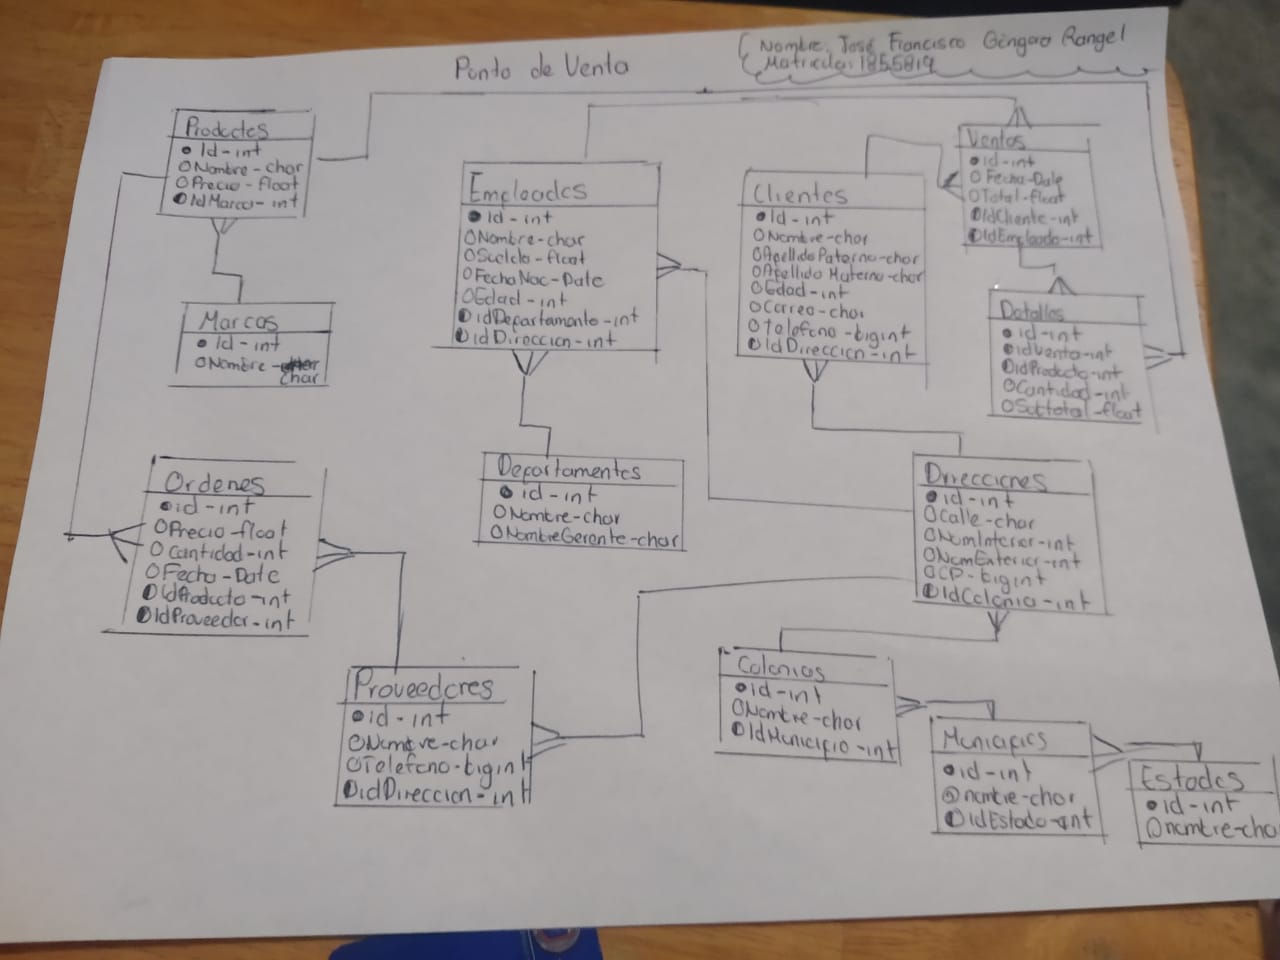 Punto de Venta
Nombre: José Francisco Góngora Rangel
Matricula: 1855819
Productos
Id-int
Nombre-char
Precio-float
IdMarca-int
Marcas
Id-int
Nombre-char
Empleados
Id-int
Nombre-char
Sueldo-float
FechaNac-Date
Edad-int
idDepartamento-int
idDireccion-int
Clientes
Id-int
Nombre-char
Apellido Paterno-char
Apellido Materno-char
Edad-int
Correo-char
Telefono-bigint
IdDireccion-int
Ventas
id-int
Fecha-Date
Total-float
IdCliente-int
IdEmpleado-int
Detalles
id-int
idVenta-int
idProducto-int
Cantidad-int
Subtotal-float
Ordenes
id-int
Precio-float
Cantidad-int
Fecha-Date
IdProducto-int
IdProveedor-int
Departamentos
id-int
Nombre-char
NombreGerente-char
Direcciones
id-int
Calle-char
NumInterior-int
NumExterior-int
CP-bigint
IdColonia-int
Proveedores
id-int
Nombre-char
Telefono-bigint
idDireccion-int
Colonias
id-int
Nombre-char
IdMunicipio-int
Municipios
id-int
nombre-char
idEstado-int
Estados
id-int
nombre-cha